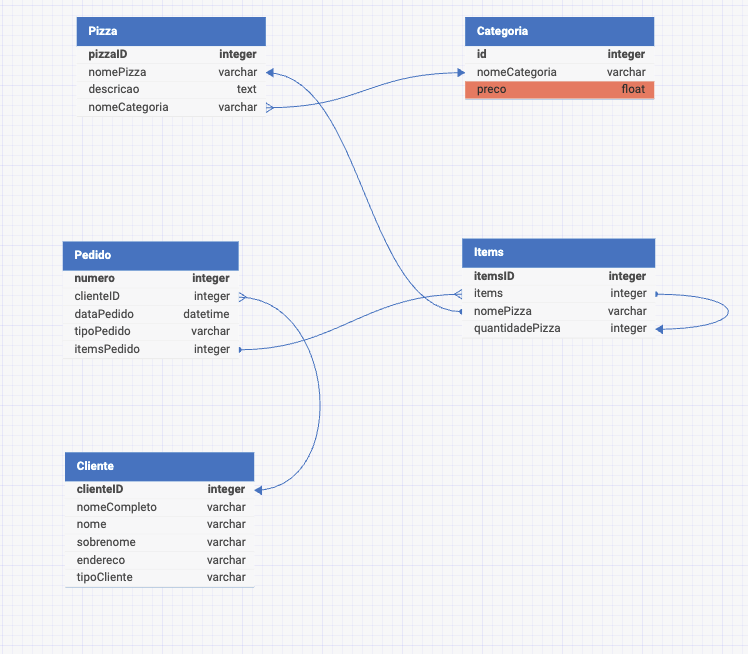 Pizza
pizzaID integer
nomePizza varchar
descricao text
nomeCategoria varchar
Categoria
id integer
nomeCategoria varchar
preco float
Pedido
numero integer
clienteID integer
dataPedido datetime
tipoPedido varchar
itemsPedido integer
Items
itemsID integer
items integer
nomePizza varchar
quantidadePizza integer
Cliente
clienteID integer
nomeCompleto varchar
nome varchar
sobrenome varchar
endereco varchar
tipoCliente varchar